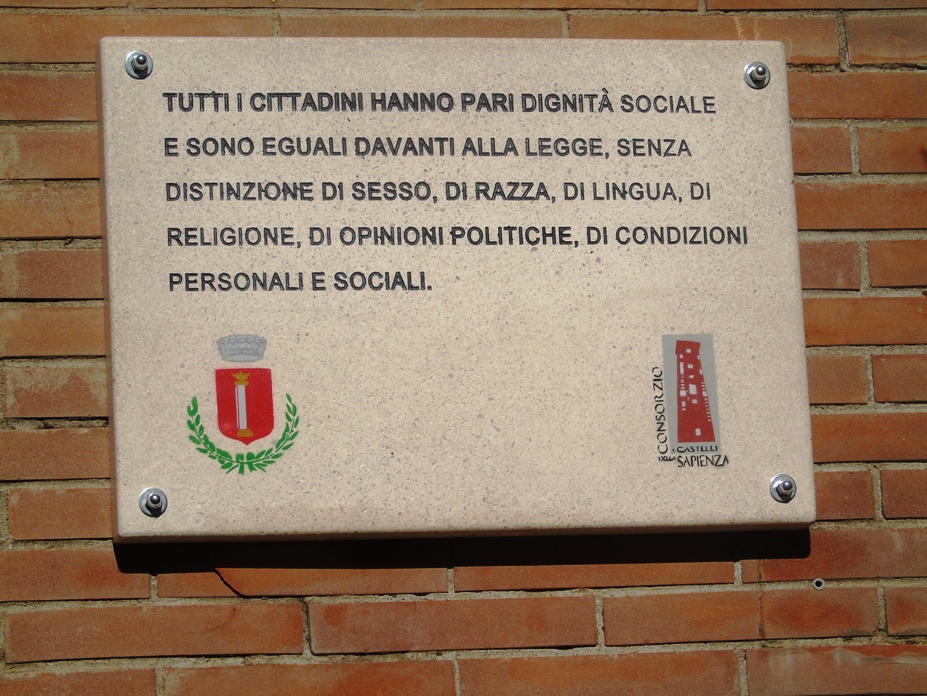 TUTTI I CITTADINI HANNO PARI DIGNITÀ SOCIALE
E SONO EGUALI DAVANTI ALLA LEGGE, SENZA
DISTINZIONE DI SESSO, DI RAZZA, DI LINGUA, DI
RELIGIONE, DI OPINIONI POLITICHE, DI CONDIZIONI
PERSONALI E SOCIALI.
CONSORZIO
I CASTELLI
DELLA SAPIENZA